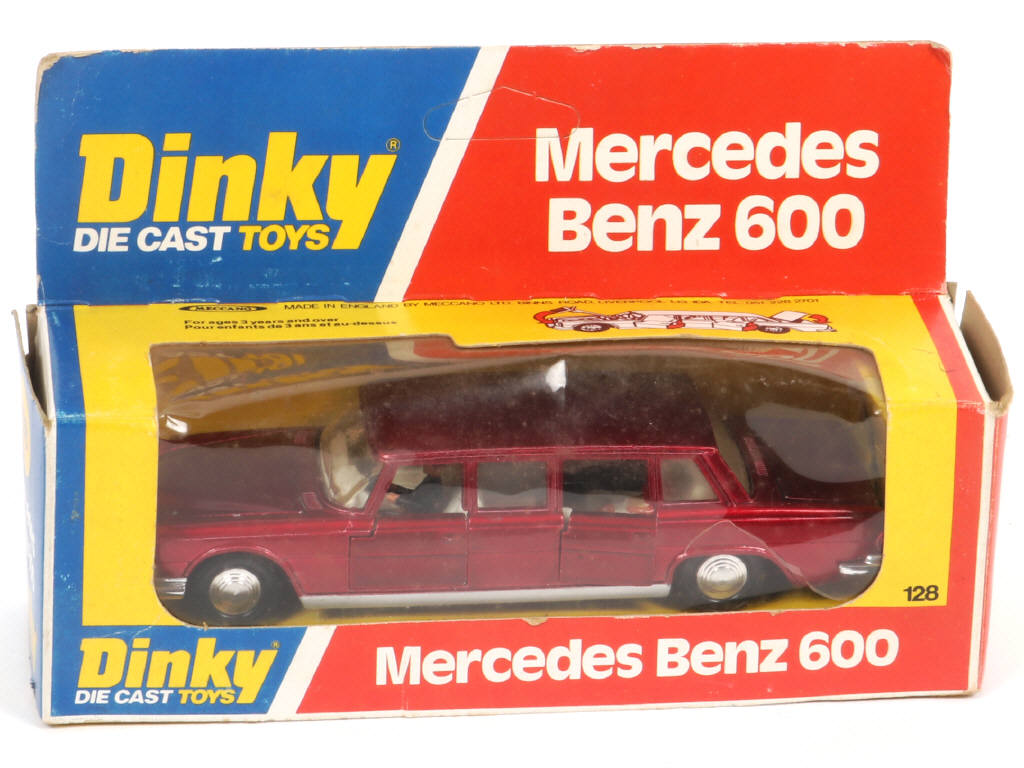 Dinky®
DIE CAST TOYS
Mercedes
Benz 600
MECCANO
MADE IN ENGLAND BY MECCANO LTD. BINNS ROAD, LIVERPOOL
For ages 3 years and over
Pour enfants de 3 ans et au-dessus
128
Dinky®
DIE CAST TOYS
Mercedes Benz 600